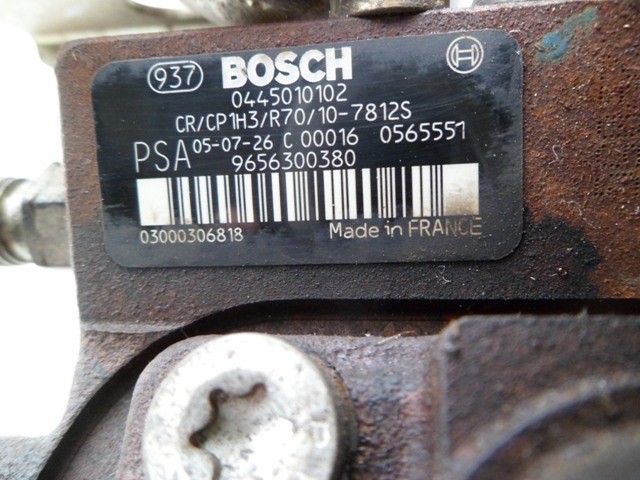 937 BOSCH
0445010102
CR/CP1H3/R70/10-7812S
PSA 05-07-26 C 00016 0565551
9656300380
03000306818 Made in FRANCE